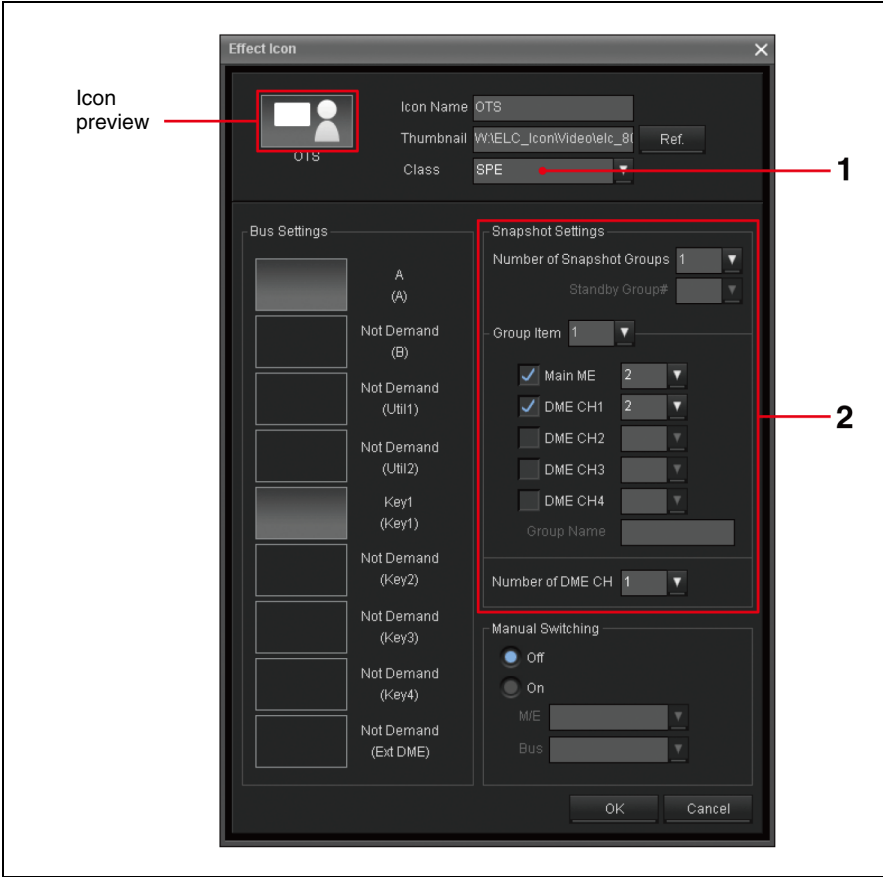 Effect Icon
Icon
preview
OTS
Icon Name OTS
Thumbnail W:\ELC_Icon\Video\elc_8( Ref.
Class SPE
1
Bus Settings
A
(A)
Not Demand
(B)
Not Demand
(Util1)
Not Demand
(Util2)
Key1
(Key1)
Not Demand
(Key2)
Not Demand
(Key3)
Not Demand
(Key4)
Not Demand
(Ext DME)
Snapshot Settings
Number of Snapshot Groups 1
Standby Group#
Group Item 1
Main ME 2
DME CH1 2
DME CH2
DME CH3
DME CH4
Group Name
Number of DME CH 1
2
Manual Switching
Off
On
M/E
Bus
OK Cancel